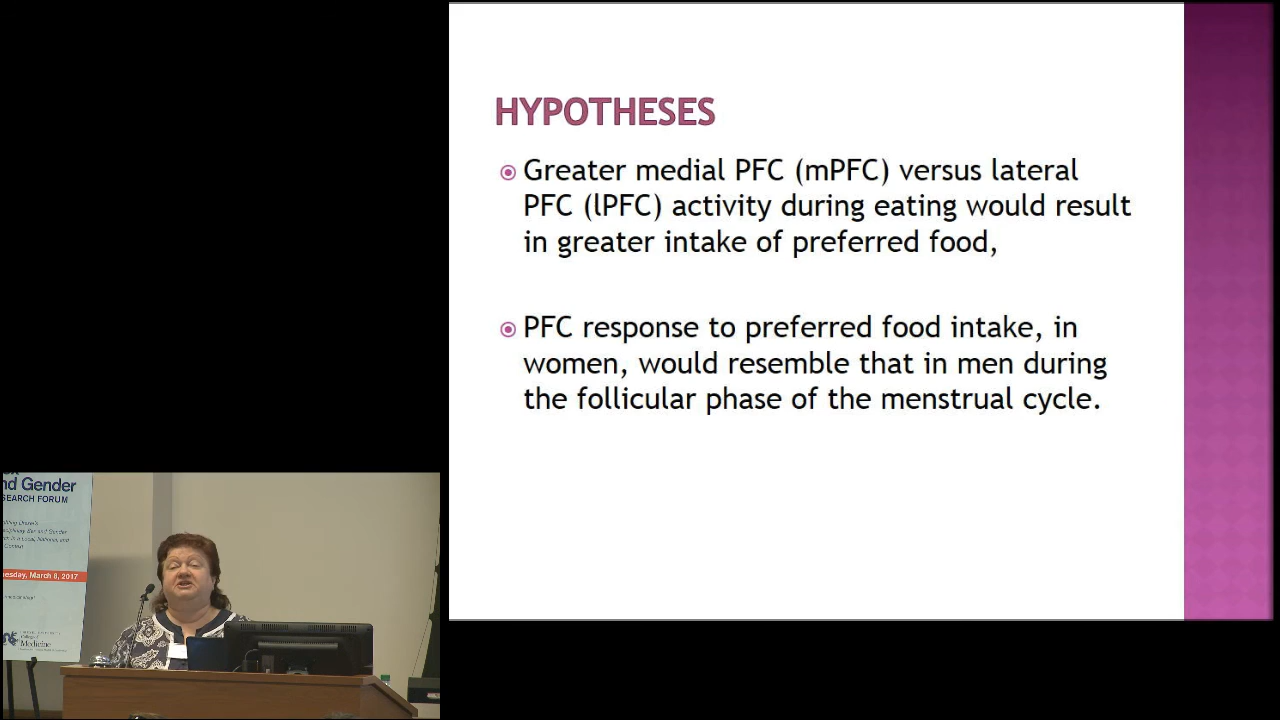 HYPOTHESES
Greater medial PFC (mPFC) versus lateral
PFC (lPFC) activity during eating would result
in greater intake of preferred food,
PFC response to preferred food intake, in
women, would resemble that in men during
the follicular phase of the menstrual cycle.
nd Gender
SEARCH FORUM
esday, March 8, 2017
Medicine